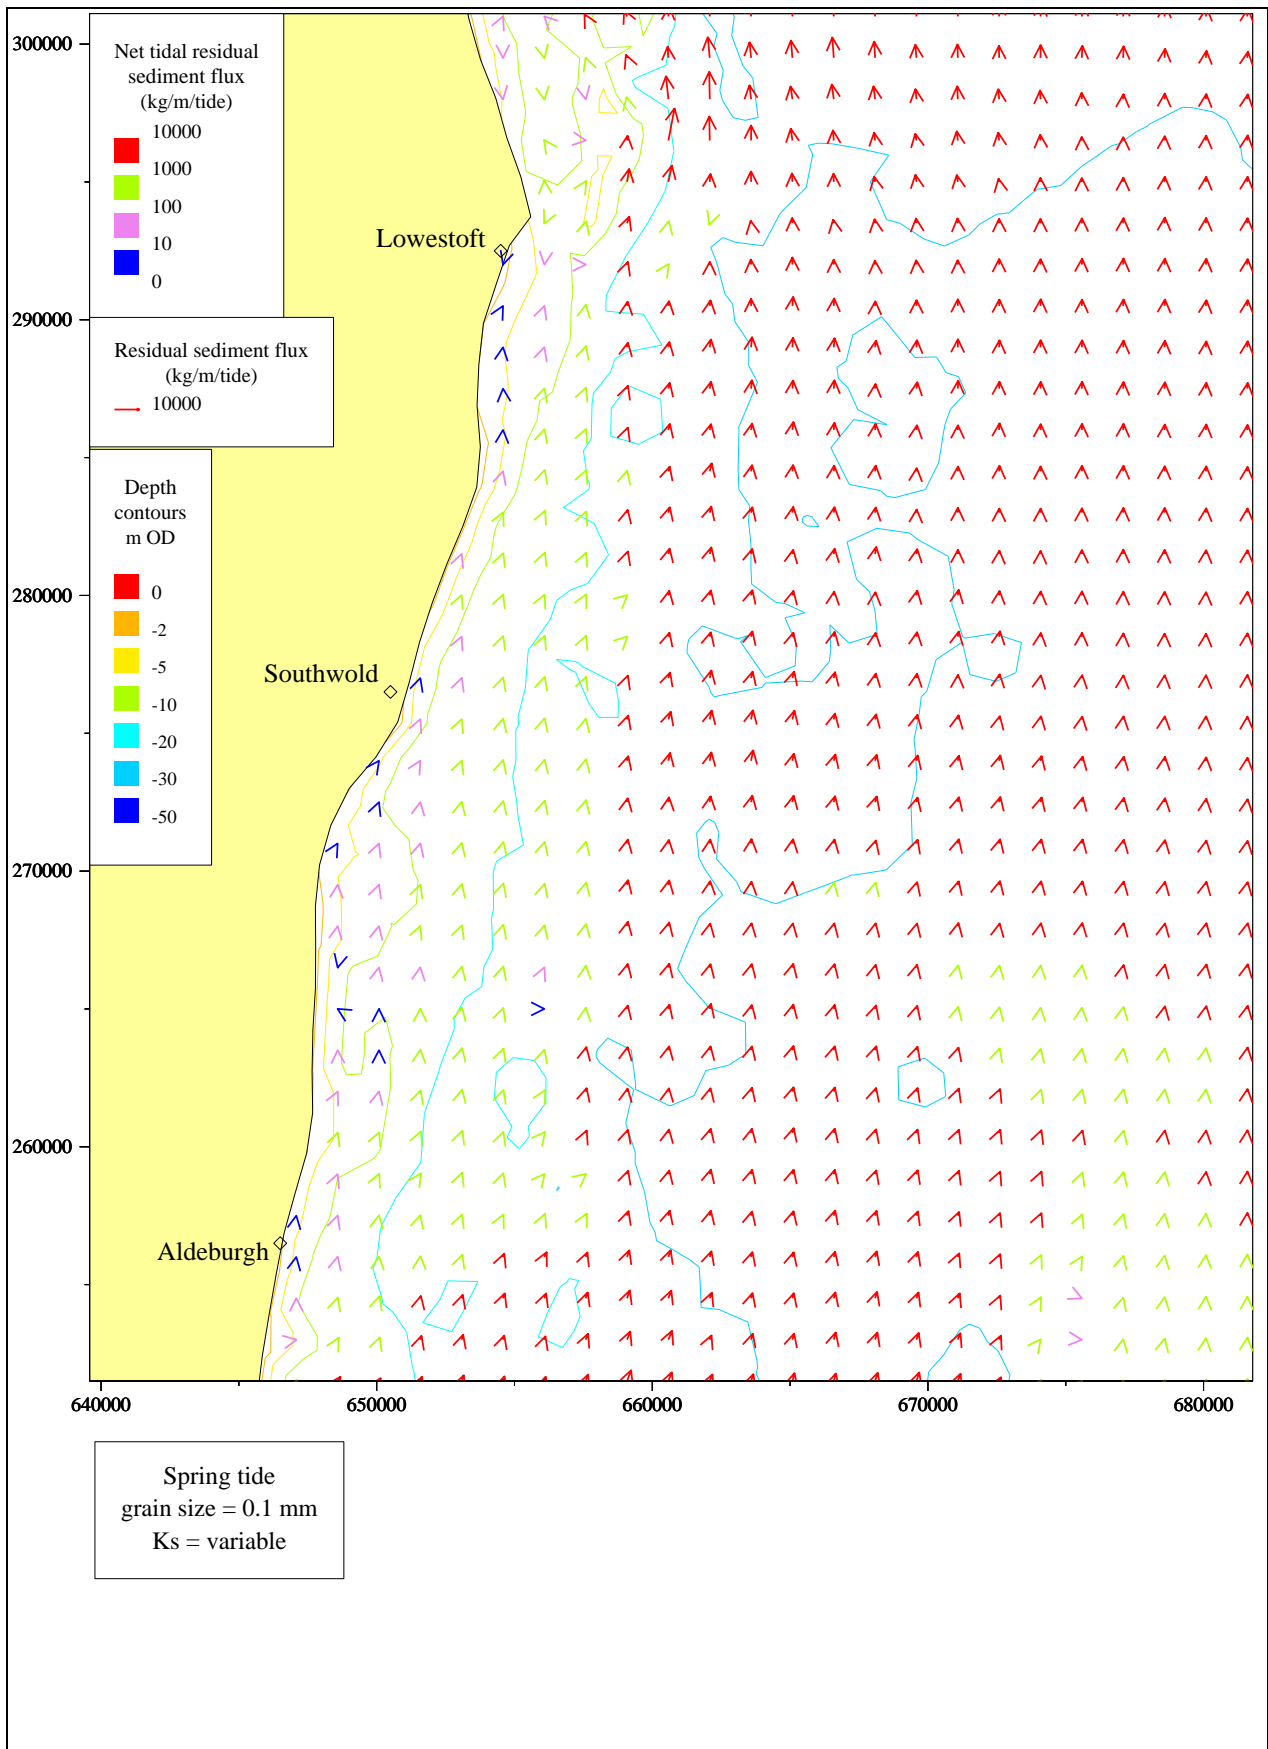 300000
290000
280000
270000
260000
Net tidal residual
sediment flux
(kg/m/tide)
10000
1000
100
10
0
Residual sediment flux
(kg/m/tide)
10000
Depth
contours
m OD
0
-2
-5
-10
-20
-30
-50
Lowestoft
Southwold
Aldeburgh
640000
650000
660000
670000
680000
Spring tide
grain size = 0.1 mm
Ks = variable